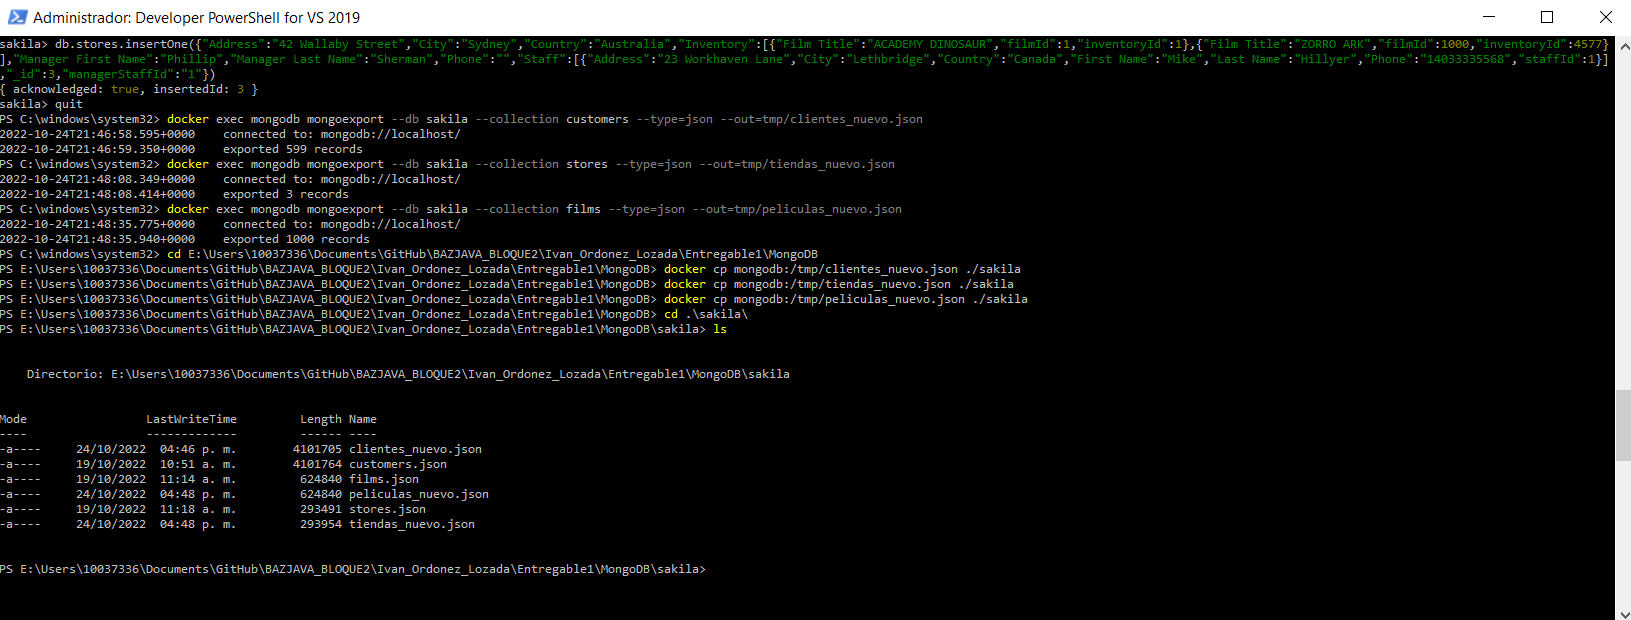 Administrador: Developer PowerShell for VS 2019
sakila> db.stores.insertOne({"Address":"42 Wallaby Street","City":"Sydney","Country":"Australia","Inventory":[{"Film Title":"ACADEMY DINOSAUR","filmId":1,"inventoryId":1},{"Film Title":"ZORRO ARK","filmId":1000,"inventoryId":4577}
],"Manager First Name":"Phillip","Manager Last Name":"Sherman","Phone":"","Staff":[{"Address":"23 Workhaven Lane","City":"Lethbridge","Country":"Canada","First Name":"Mike","Last Name":"Hillyer","Phone":"14033335568","staffId":1}]
,"_id":3,"managerStaffId":"1"})
{ acknowledged: true, insertedId: 3 }
sakila> quit
PS C:\windows\system32> docker exec mongodb mongoexport --db sakila --collection customers --type=json --out=tmp/clientes_nuevo.json
2022-10-24T21:46:58.595+0000    connected to: mongodb://localhost/
2022-10-24T21:46:59.350+0000    exported 599 records
PS C:\windows\system32> docker exec mongodb mongoexport --db sakila --collection stores --type=json --out=tmp/tiendas_nuevo.json
2022-10-24T21:48:08.349+0000    connected to: mongodb://localhost/
2022-10-24T21:48:08.414+0000    exported 3 records
PS C:\windows\system32> docker exec mongodb mongoexport --db sakila --collection films --type=json --out=tmp/peliculas_nuevo.json
2022-10-24T21:48:35.775+0000    connected to: mongodb://localhost/
2022-10-24T21:48:35.940+0000    exported 1000 records
PS C:\windows\system32> cd E:\Users\10037336\Documents\GitHub\BAZJAVA_BLOQUE2\Ivan_Ordonez_Lozada\Entregable1\MongoDB
PS E:\Users\10037336\Documents\GitHub\BAZJAVA_BLOQUE2\Ivan_Ordonez_Lozada\Entregable1\MongoDB> docker cp mongodb:/tmp/clientes_nuevo.json ./sakila
PS E:\Users\10037336\Documents\GitHub\BAZJAVA_BLOQUE2\Ivan_Ordonez_Lozada\Entregable1\MongoDB> docker cp mongodb:/tmp/tiendas_nuevo.json ./sakila
PS E:\Users\10037336\Documents\GitHub\BAZJAVA_BLOQUE2\Ivan_Ordonez_Lozada\Entregable1\MongoDB> docker cp mongodb:/tmp/peliculas_nuevo.json ./sakila
PS E:\Users\10037336\Documents\GitHub\BAZJAVA_BLOQUE2\Ivan_Ordonez_Lozada\Entregable1\MongoDB> cd .\sakila\
PS E:\Users\10037336\Documents\GitHub\BAZJAVA_BLOQUE2\Ivan_Ordonez_Lozada\Entregable1\MongoDB\sakila> ls
Directorio: E:\Users\10037336\Documents\GitHub\BAZJAVA_BLOQUE2\Ivan_Ordonez_Lozada\Entregable1\MongoDB\sakila
Mode                 LastWriteTime         Length Name
----                 -------------         ------ ----
-a----     24/10/2022  04:46 p. m.        4101705 clientes_nuevo.json
-a----     19/10/2022  10:51 a. m.        4101764 customers.json
-a----     19/10/2022  11:14 a. m.         624840 films.json
-a----     24/10/2022  04:48 p. m.         624840 peliculas_nuevo.json
-a----     19/10/2022  11:18 a. m.         293491 stores.json
-a----     24/10/2022  04:48 p. m.         293954 tiendas_nuevo.json
PS E:\Users\10037336\Documents\GitHub\BAZJAVA_BLOQUE2\Ivan_Ordonez_Lozada\Entregable1\MongoDB\sakila>